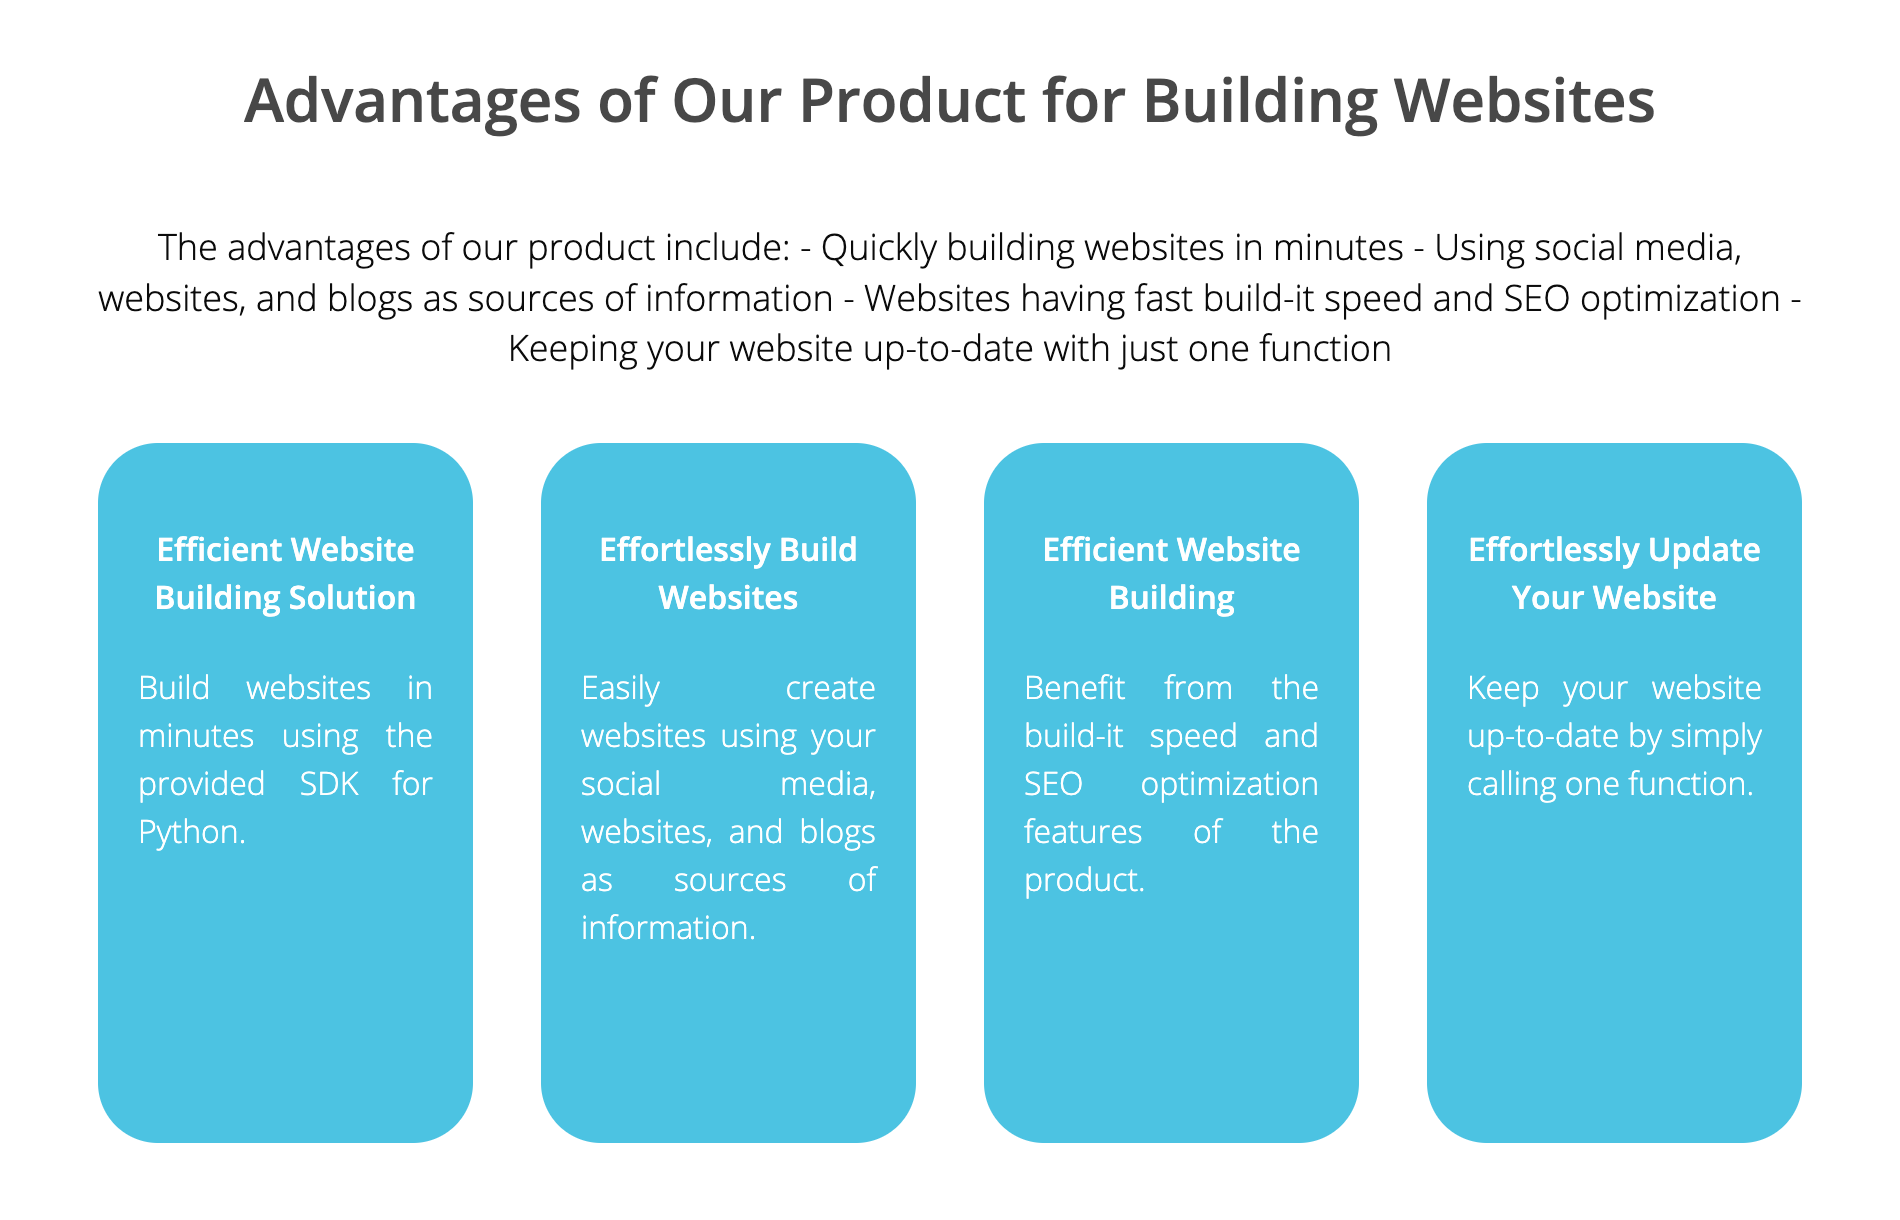 Advantages of Our Product for Building Websites
The advantages of our product include: - Quickly building websites in minutes - Using social media,
websites, and blogs as sources of information - Websites having fast build-it speed and SEO optimization -
Keeping your website up-to-date with just one function
Efficient Website
Building Solution
Build websites in
minutes using the
provided SDK for
Python.
Effortlessly Build
Websites
Easily create
websites using your
social media,
websites, and blogs
as sources of
information.
Efficient Website
Building
Benefit from the
build-it speed and
SEO optimization
features of the
product.
Effortlessly Update
Your Website
Keep your website
up-to-date by simply
calling one function.